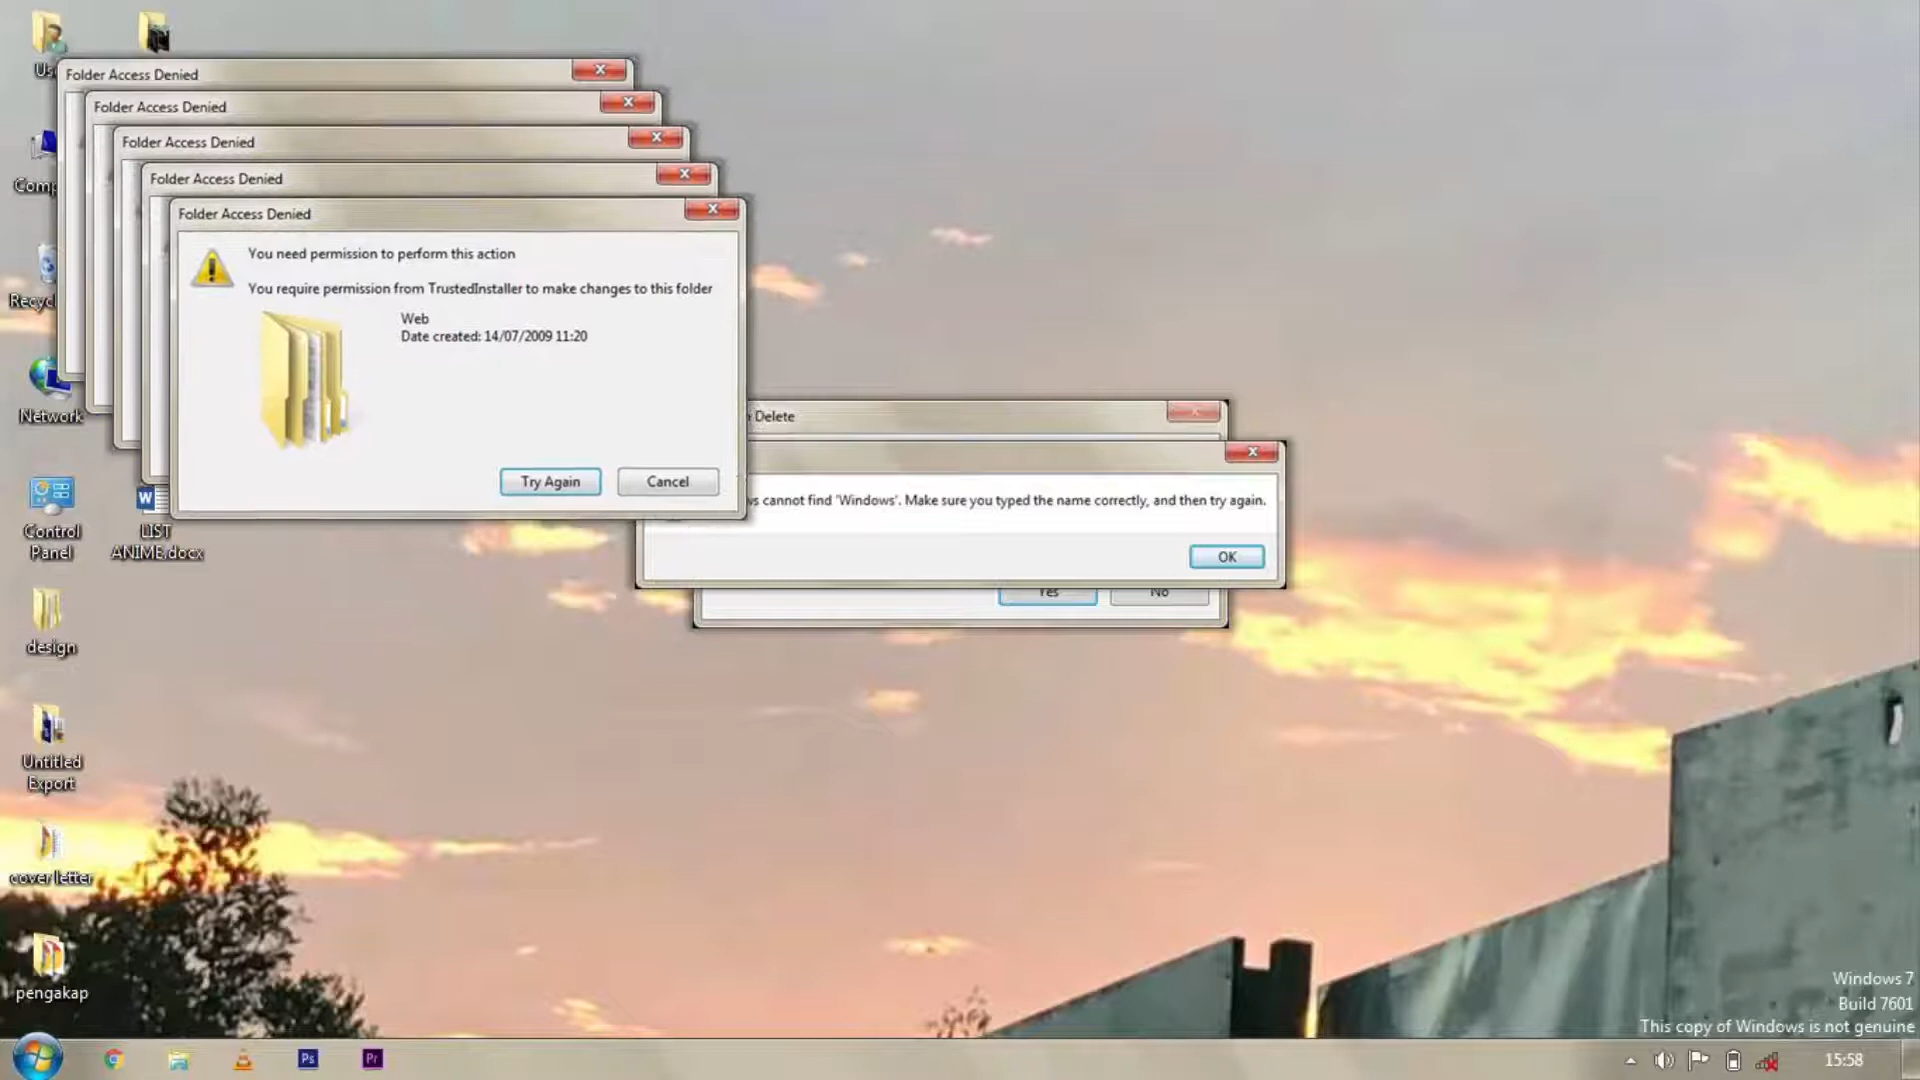 Folder Access Denied
Folder Access Denied
Folder Access Denied
Folder Access Denied
Folder Access Denied
You need permission to perform this action
You require permission from TrustedInstaller to make changes to this folder
Web
Date created: 14/07/2009 11:20
Try Again
Cancel
Delete
cannot find 'Windows'. Make sure you typed the name correctly, and then try again.
OK
Yes
No
Network
Control
Panel
LIST
ANIME.docx
design
Untitled
Export
cover letter
pengakap
Windows 7
Build 7601
This copy of Windows is not genuine
Ps
Pr
15:58